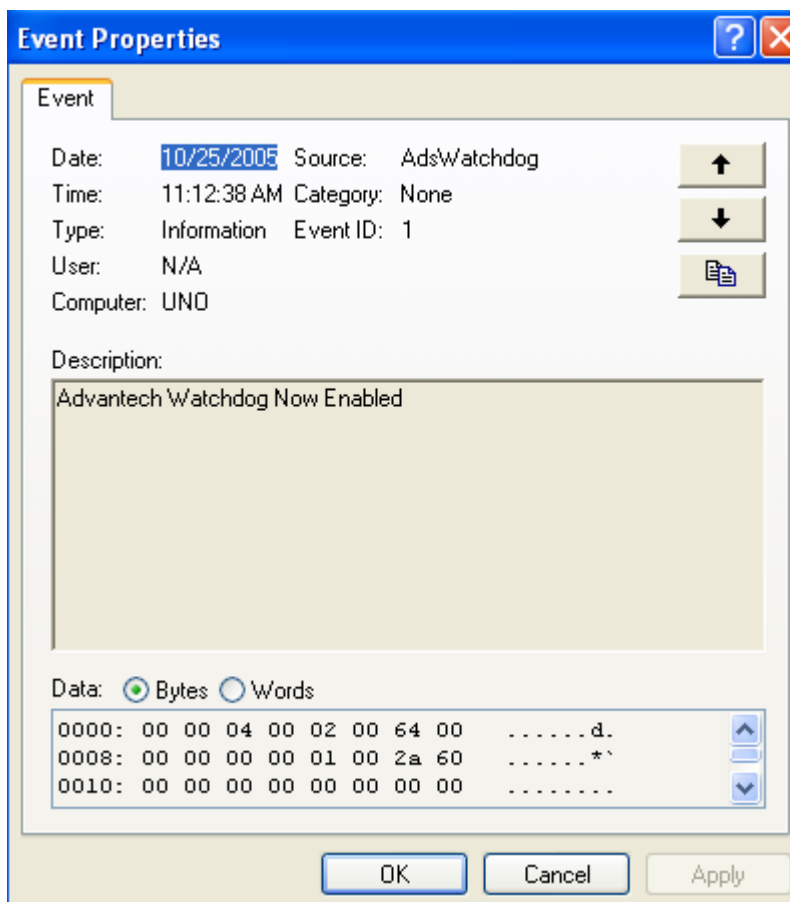 Event Properties
Event
Date: 10/25/2005 Source: AdsWatchdog
Time: 11:12:38 AM Category: None
Type: Information Event ID: 1
User: N/A
Computer: UNO
Description:
Advantech Watchdog Now Enabled
Data: Bytes Words
0000: 00 00 04 00 02 00 64 00 ......d.
0008: 00 00 00 00 01 00 2a 60 ......*`
0010: 00 00 00 00 00 00 00 00 ........
OK Cancel Apply